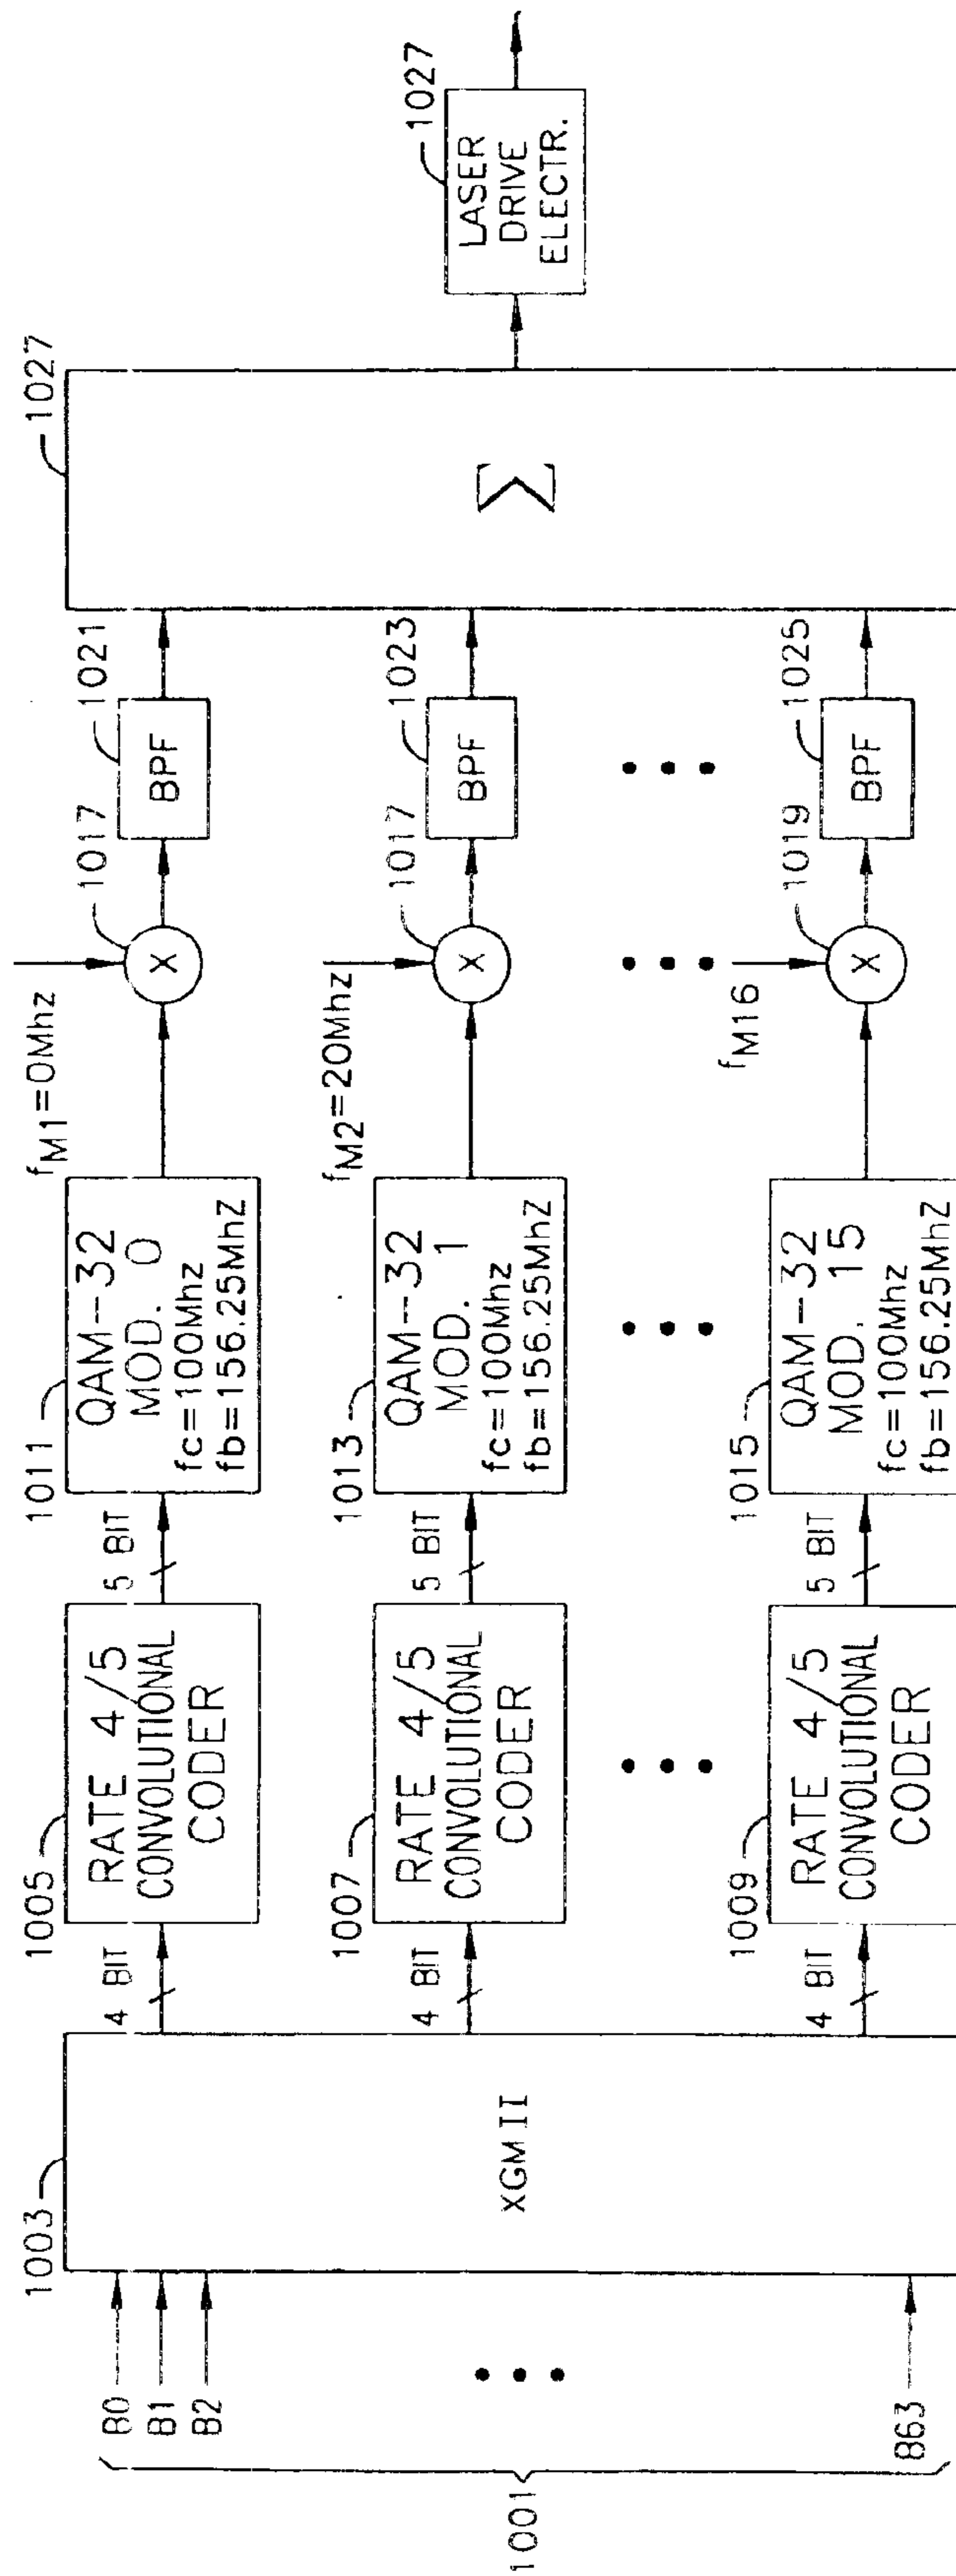 1001
B0
B1
B2
B63
1003
XGMII
4 BIT
4 BIT
4 BIT
1005
RATE 4/5
CONVOLUTIONAL
CODER
1007
RATE 4/5
CONVOLUTIONAL
CODER
1009
RATE 4/5
CONVOLUTIONAL
CODER
5 BIT
5 BIT
5 BIT
1011
QAM-32
MOD. 0
fc=100Mhz
fb=156.25MhZ
1013
QAM-32
MOD. 1
fc=100Mhz
fb=156.25MhZ
1015
QAM-32
MOD. 15
fc=100Mhz
fb=156.25MhZ
fM1=0Mhz
X
1017
fM2=20Mhz
X
1017
fM16
X
1019
BPF
1021
BPF
1023
BPF
1025
Σ
1027
LASER
DRIVE
ELECTR.
1027